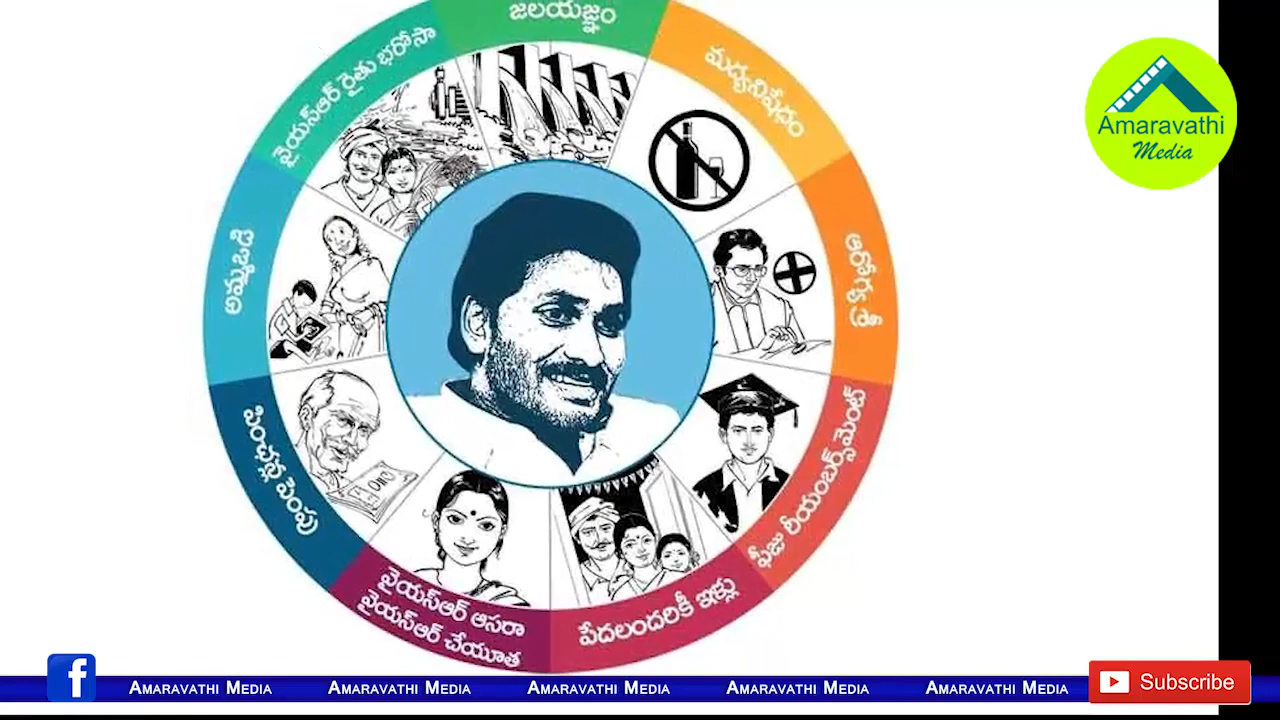 జలయజ్ఞం
మద్యనిషేధం
ఆరోగ్య శ్రీ
ఫీజు రీయంబర్స్‌మెంట్
పేదలందరికీ ఇళ్లు
వైయస్ఆర్ ఆసరా
వైయస్ఆర్ చేయూత
పింఛన్ల పెంపు
అమ్మఒడి
వైయస్ఆర్ రైతు భరోసా
Amaravathi
Media
AMARAVATHI MEDIA AMARAVATHI MEDIA AMARAVATHI MEDIA AMARAVATHI MEDIA AMARAVATHI MEDIA
Subscribe